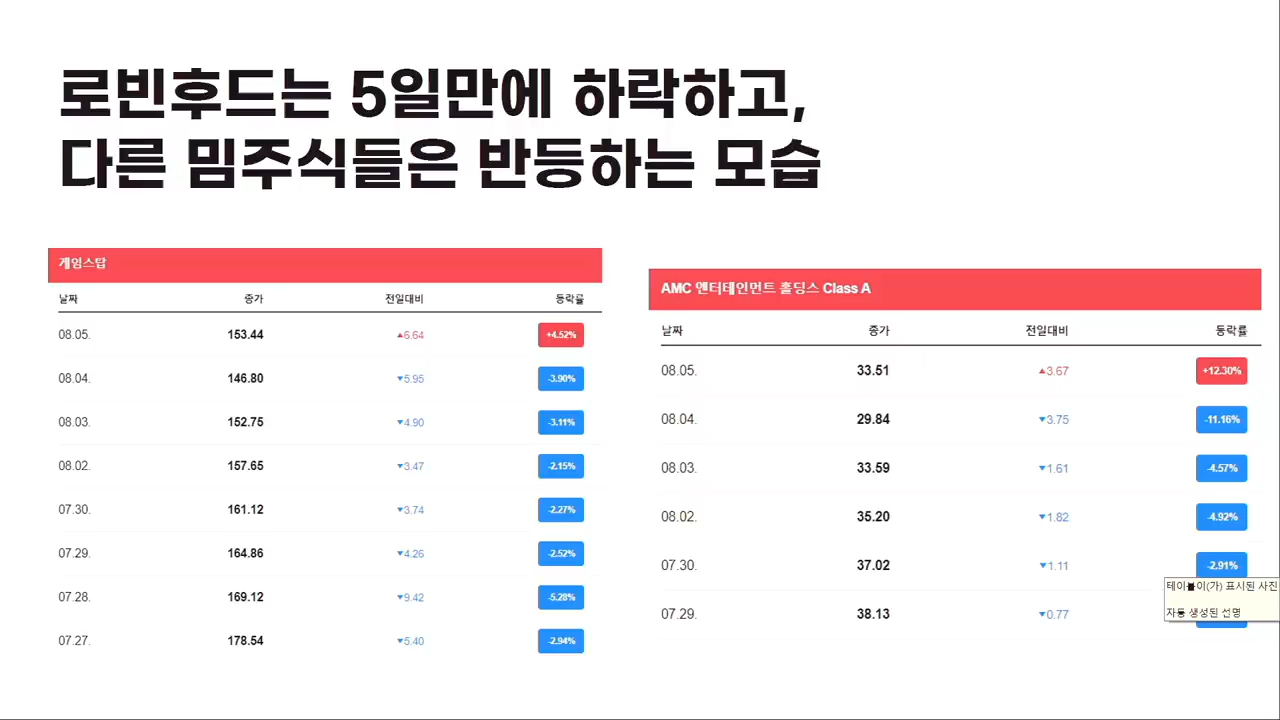 로빈후드는 5일만에 하락하고,
다른 밈주식들은 반등하는 모습
게임스탑
날짜 종가 전일대비 등락률
08.05. 153.44 ▲6.64 +4.52%
08.04. 146.80 ▼5.95 -3.90%
08.03. 152.75 ▼4.90 -3.11%
08.02. 157.65 ▼3.47 -2.15%
07.30. 161.12 ▼3.74 -2.27%
07.29. 164.86 ▼4.26 -2.52%
07.28. 169.12 ▼9.42 -5.28%
07.27. 178.54 ▼5.40 -2.94%
AMC 엔터테인먼트 홀딩스 Class A
날짜 종가 전일대비 등락률
08.05. 33.51 ▲3.67 +12.30%
08.04. 29.84 ▼3.75 -11.16%
08.03. 33.59 ▼1.61 -4.57%
08.02. 35.20 ▼1.82 -4.92%
07.30. 37.02 ▼1.11 -2.91%
07.29. 38.13 ▼0.77
테이블이(가) 표시된 사진
자동 생성된 설명